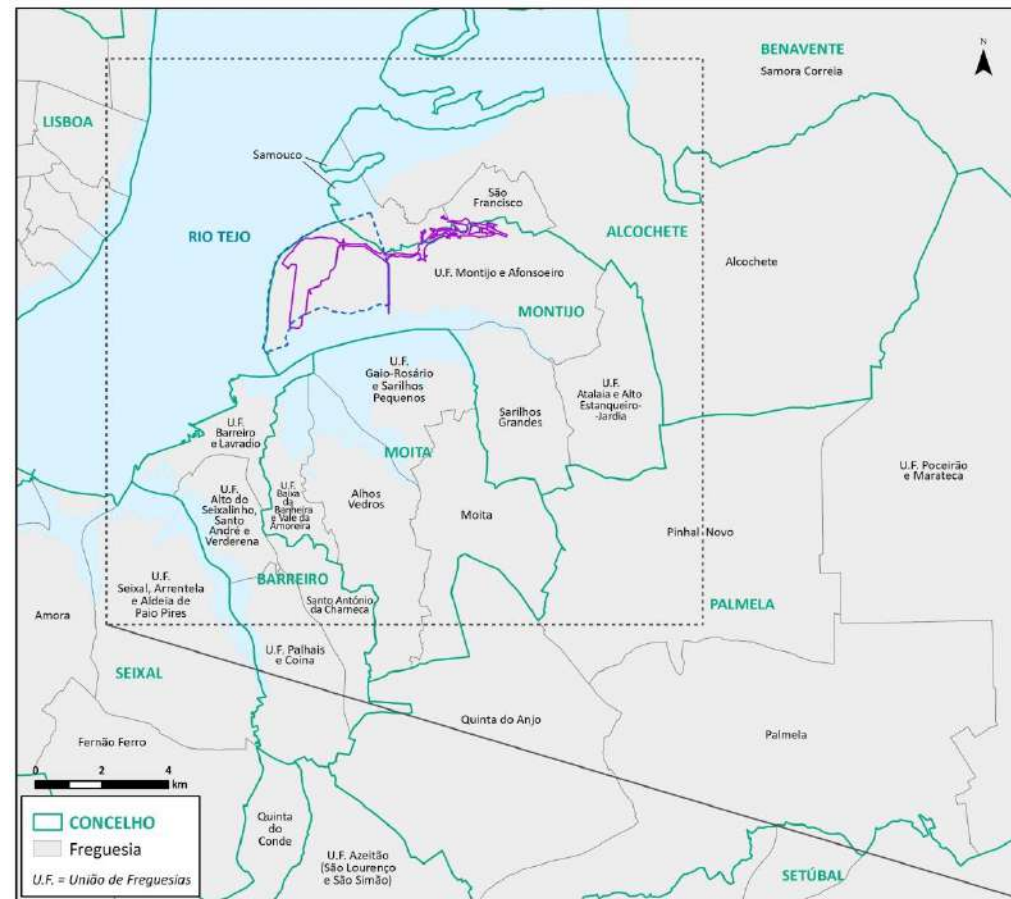 BENAVENTE
Samora Correia
N
LISBOA
Samouco
São
Francisco
RIO TEJO
ALCOCHETE
Alcochete
U.F. Montijo e Afonsoeiro
MONTIJO
U.F.
Gaio-Rosário
e Sarilhos
Pequenos
Sarilhos
Grandes
U.F.
Atalaia e Alto
Estanqueiro-
-Jardia
U.F.
Barreiro
e Lavradio
MOITA
U.F. Poceirão
e Marateca
U.F.
Alto do
Seixalinho,
Santo
André e
Verderena
U.F.
Baixa
da
Banheira
e Vale da
Amoreira
Alhos
Vedros
Moita
Pinhal Novo
U.F.
Seixal, Arrentela
e Aldeia de
Paio Pires
BARREIRO
Santo António
da Charneca
Amora
PALMELA
U.F. Palhais
e Coina
SEIXAL
Quinta do Anjo
Palmela
Fernão Ferro
0 2 4
km
CONCELHO
Freguesia
U.F. = União de Freguesias
Quinta
do
Conde
U.F. Azeitão
(São Lourenço
e São Simão)
SETÚBAL